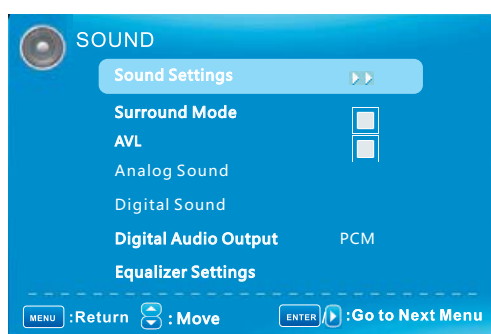 SOUND
Sound Settings
Surround Mode
AVL
Analog Sound
Digital Sound
Digital Audio Output PCM
Equalizer Settings
MENU :Return : Move ENTER / :Go to Next Menu